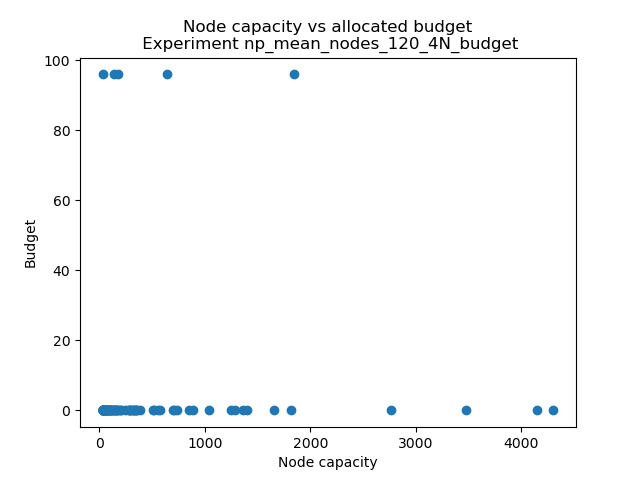 Node capacity vs allocated budget
Experiment np_mean_nodes_120_4N_budget
100
80
60
40
20
0
Budget
0 1000 2000 3000 4000
Node capacity